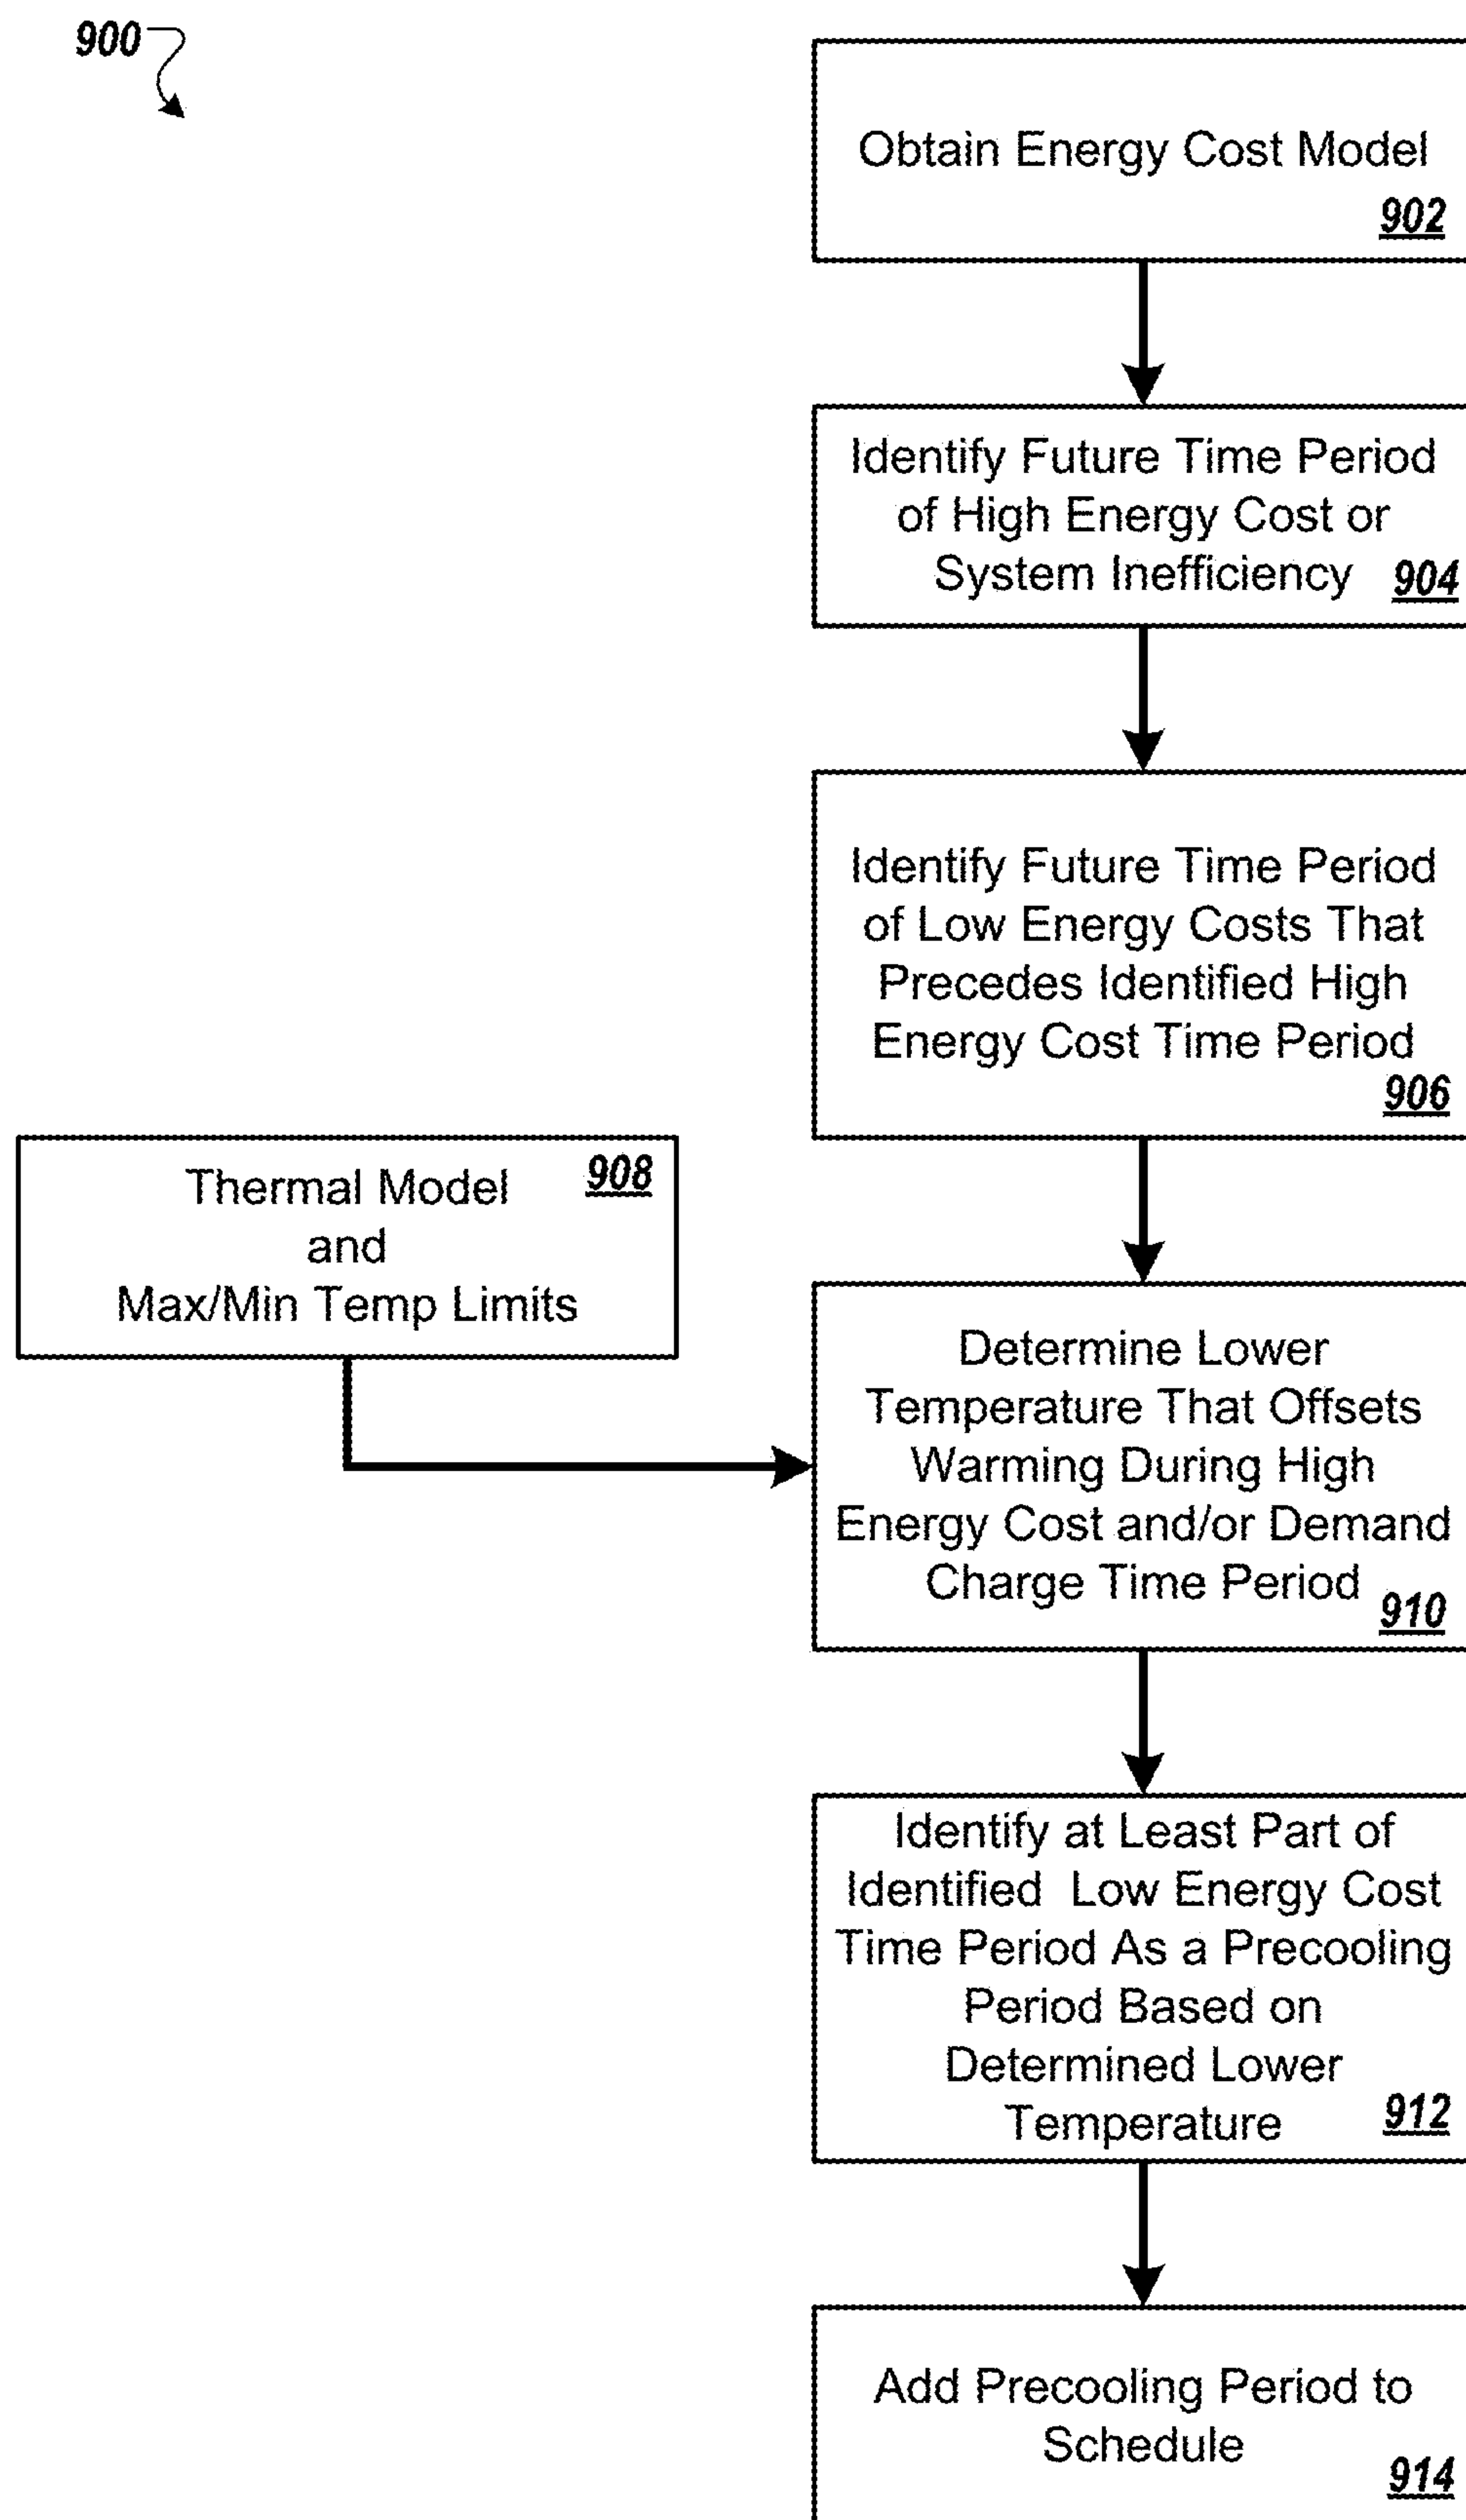 900
Obtain Energy Cost Model
902
Identify Future Time Period
of High Energy Cost or
System Inefficiency
904
Identify Future Time Period
of Low Energy Costs That
Precedes Identified High
Energy Cost Time Period
906
Thermal Model
and
Max/Min Temp Limits
908
Determine Lower
Temperature That Offsets
Warming During High
Energy Cost and/or Demand
Charge Time Period
910
Identify at Least Part of
Identified Low Energy Cost
Time Period As a Precooling
Period Based on
Determined Lower
Temperature
912
Add Precooling Period to
Schedule
914